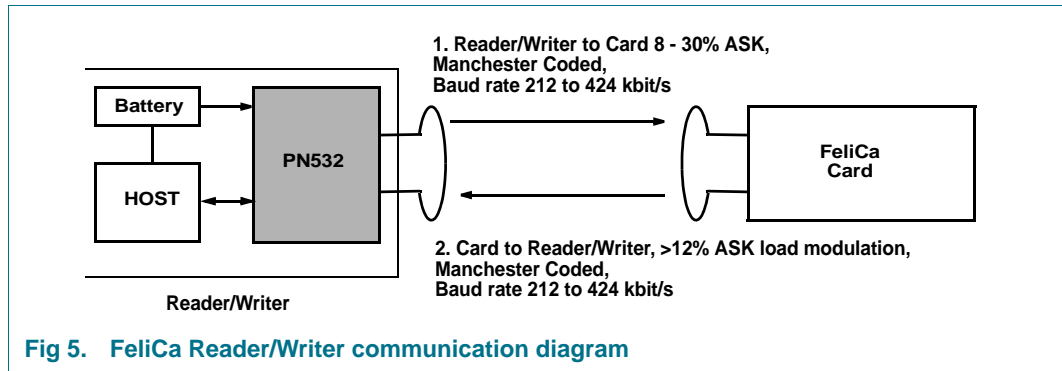 1. Reader/Writer to Card 8 - 30% ASK,
Manchester Coded,
Baud rate 212 to 424 kbit/s
Battery
PN532
HOST
FeliCa
Card
2. Card to Reader/Writer, >12% ASK load modulation,
Manchester Coded,
Baud rate 212 to 424 kbit/s
Reader/Writer
Fig 5. FeliCa Reader/Writer communication diagram